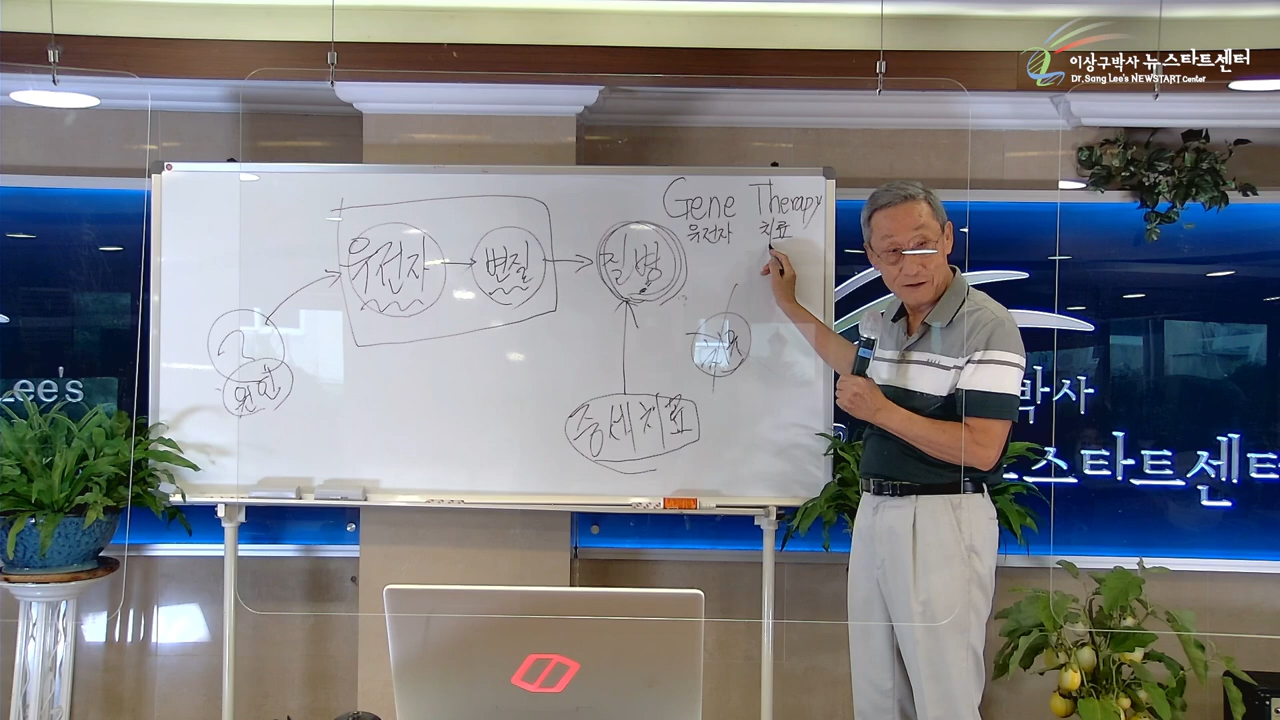 이상구박사 뉴스타트센터
Dr. Sang Lee's NEWSTART Center
Gene Therapy
유전자 치료
유전자 변질 질병
원인
증세치료
Lee's
박사
뉴스타트센터